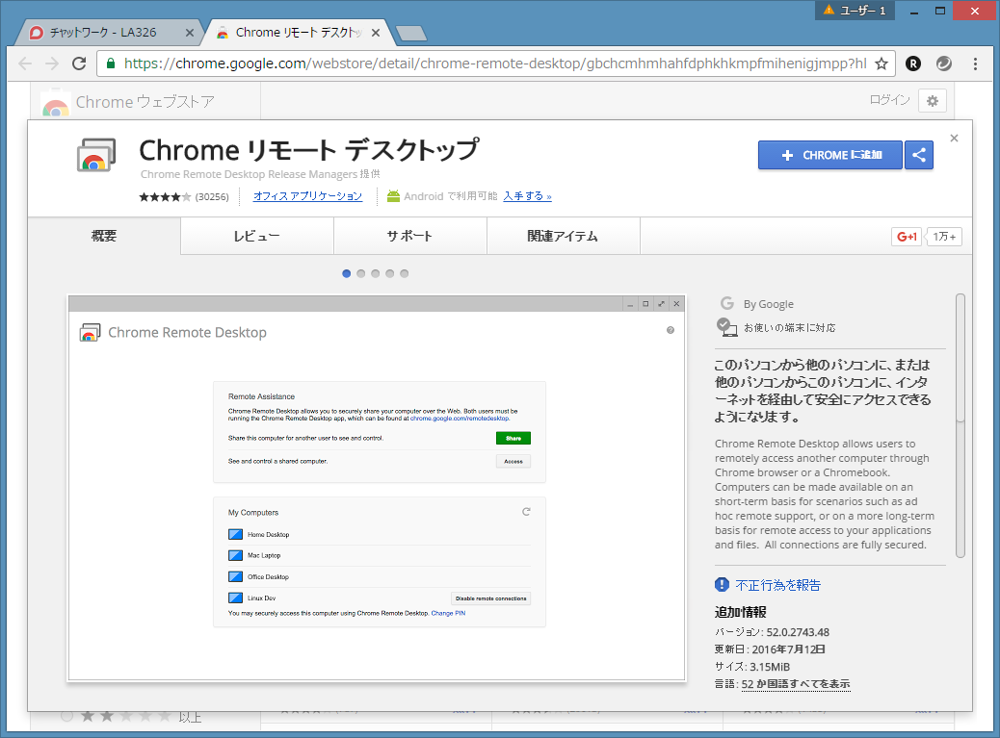 ユーザー 1
チャットワーク - LA326
Chrome リモート デスクトッ
https://chrome.google.com/webstore/detail/chrome-remote-desktop/gbchcmhmhahfdphkhkmpfmihenigjmpp?hl
Chrome ウェブストア
ログイン
Chrome リモート デスクトップ
Chrome Remote Desktop Release Managers 提供
CHROME に追加
(30256)
オフィス アプリケーション
Android で利用可能 入手する »
概要
レビュー
サポート
関連アイテム
G+1
1万+
Chrome Remote Desktop
Remote Assistance
Chrome Remote Desktop allows you to securely share your computer over the Web. Both users must be
running the Chrome Remote Desktop app, which can be found at chrome.google.com/remotedesktop.
Share this computer for another user to see and control.
Share
See and control a shared computer.
Access
My Computers
Home Desktop
Mac Laptop
Office Desktop
Linux Dev
Disable remote connections
You may securely access this computer using Chrome Remote Desktop. Change PIN
By Google
お使いの端末に対応
このパソコンから他のパソコンに、または
他のパソコンからこのパソコンに、インタ
ーネットを経由して安全にアクセスできる
ようになります。
Chrome Remote Desktop allows users to
remotely access another computer through
Chrome browser or a Chromebook.
Computers can be made available on an
short-term basis for scenarios such as ad
hoc remote support, or on a more long-term
basis for remote access to your applications
and files. All connections are fully secured.
不正行為を報告
追加情報
バージョン: 52.0.2743.48
更新日: 2016年7月12日
サイズ: 3.15MiB
言語: 52 か国語すべてを表示
以上